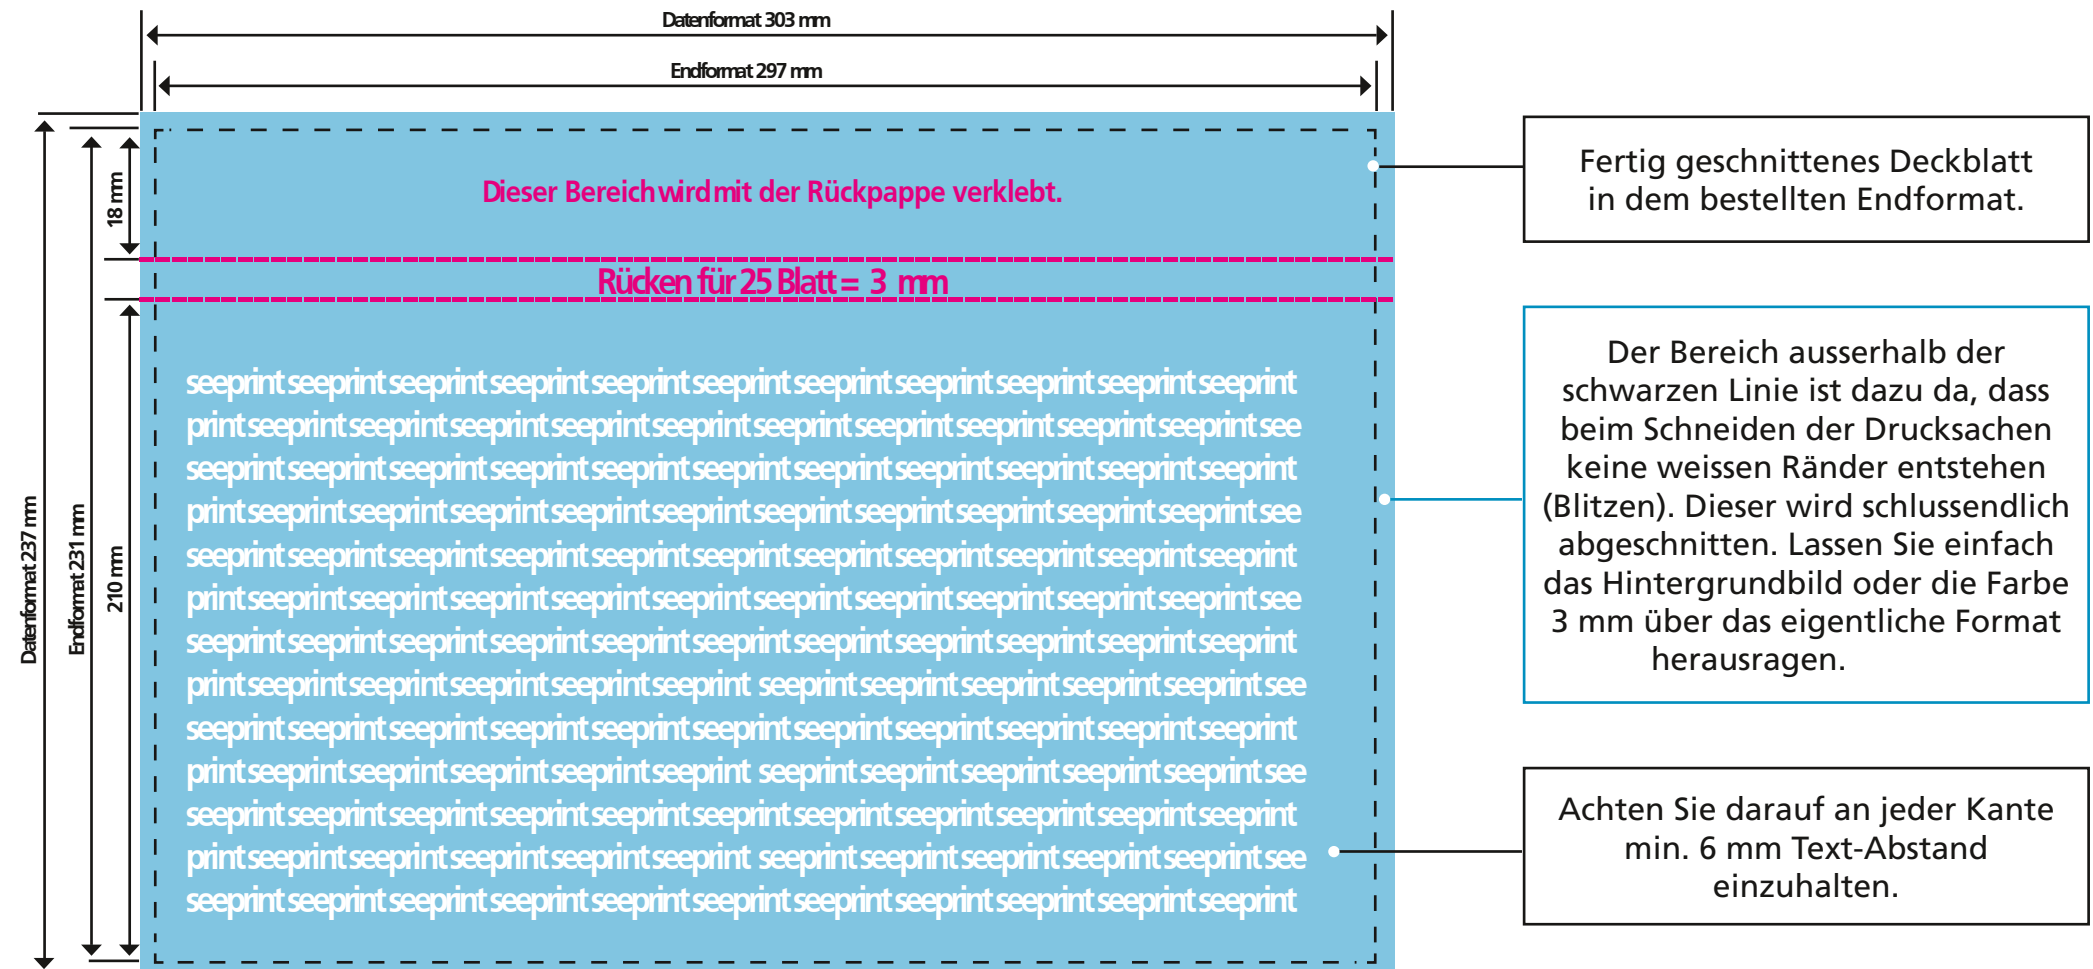 Datenformat 303 mm
Endformat 297 mm
Datenformat 237 mm
Endformat 231 mm
18 mm
210 mm
Dieser Bereich wird mit der Rückpappe verklebt.
Rücken für 25 Blatt = 3 mm
seeprint seeprint seeprint seeprint seeprint seeprint seeprint seeprint seeprint seeprint seeprint
print seeprint seeprint seeprint seeprint seeprint seeprint seeprint seeprint seeprint seeprint see
seeprint seeprint seeprint seeprint seeprint seeprint seeprint seeprint seeprint seeprint seeprint
print seeprint seeprint seeprint seeprint seeprint seeprint seeprint seeprint seeprint seeprint see
seeprint seeprint seeprint seeprint seeprint seeprint seeprint seeprint seeprint seeprint seeprint
print seeprint seeprint seeprint seeprint seeprint seeprint seeprint seeprint seeprint seeprint see
seeprint seeprint seeprint seeprint seeprint seeprint seeprint seeprint seeprint seeprint seeprint
print seeprint seeprint seeprint seeprint seeprint seeprint seeprint seeprint seeprint seeprint see
seeprint seeprint seeprint seeprint seeprint seeprint seeprint seeprint seeprint seeprint seeprint
print seeprint seeprint seeprint seeprint seeprint seeprint seeprint seeprint seeprint seeprint see
seeprint seeprint seeprint seeprint seeprint seeprint seeprint seeprint seeprint seeprint seeprint
print seeprint seeprint seeprint seeprint seeprint seeprint seeprint seeprint seeprint seeprint see
seeprint seeprint seeprint seeprint seeprint seeprint seeprint seeprint seeprint seeprint seeprint
Fertig geschnittenes Deckblatt
in dem bestellten Endformat.
Der Bereich ausserhalb der
schwarzen Linie ist dazu da, dass
beim Schneiden der Drucksachen
keine weissen Ränder entstehen
(Blitzen). Dieser wird schlussendlich
abgeschnitten. Lassen Sie einfach
das Hintergrundbild oder die Farbe
3 mm über das eigentliche Format
herausragen.
Achten Sie darauf an jeder Kante
min. 6 mm Text-Abstand
einzuhalten.